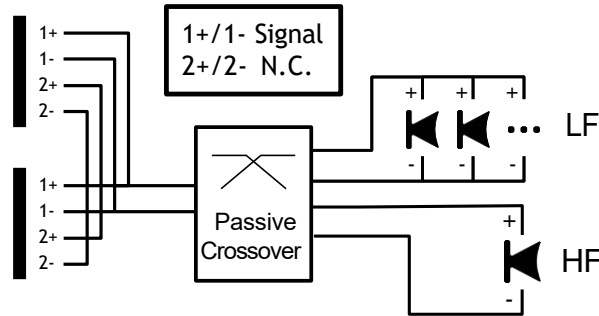 1+
1-
2+
2-
1+/1- Signal
2+/2- N.C.
1+
1-
2+
2-
Passive
Crossover
+ + +
- - -
... LF
+
-
HF